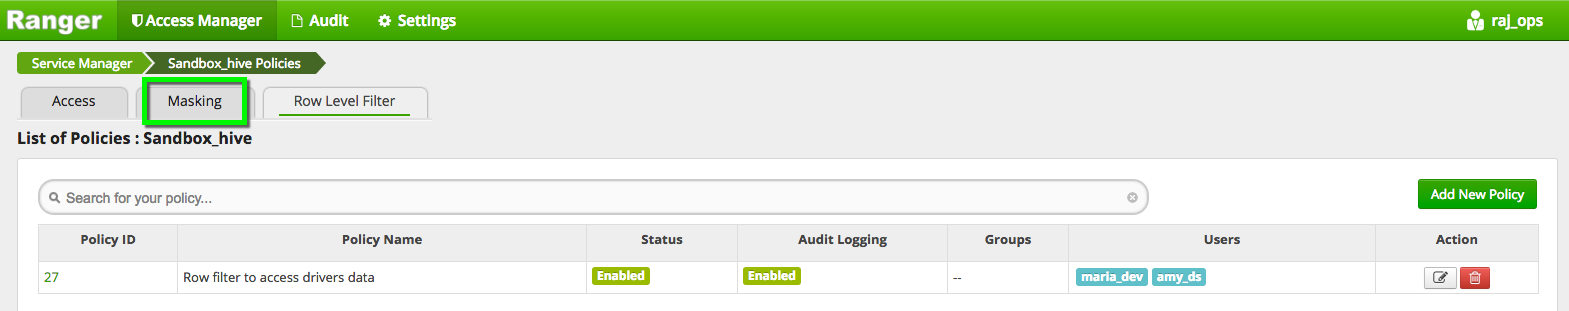 Ranger Access Manager Audit Settings raj_ops
Service Manager Sandbox_hive Policies
Access Masking Row Level Filter
List of Policies : Sandbox_hive
Search for your policy... Add New Policy
Policy ID Policy Name Status Audit Logging Groups Users Action
27 Row filter to access drivers data Enabled Enabled -- maria_dev amy_ds